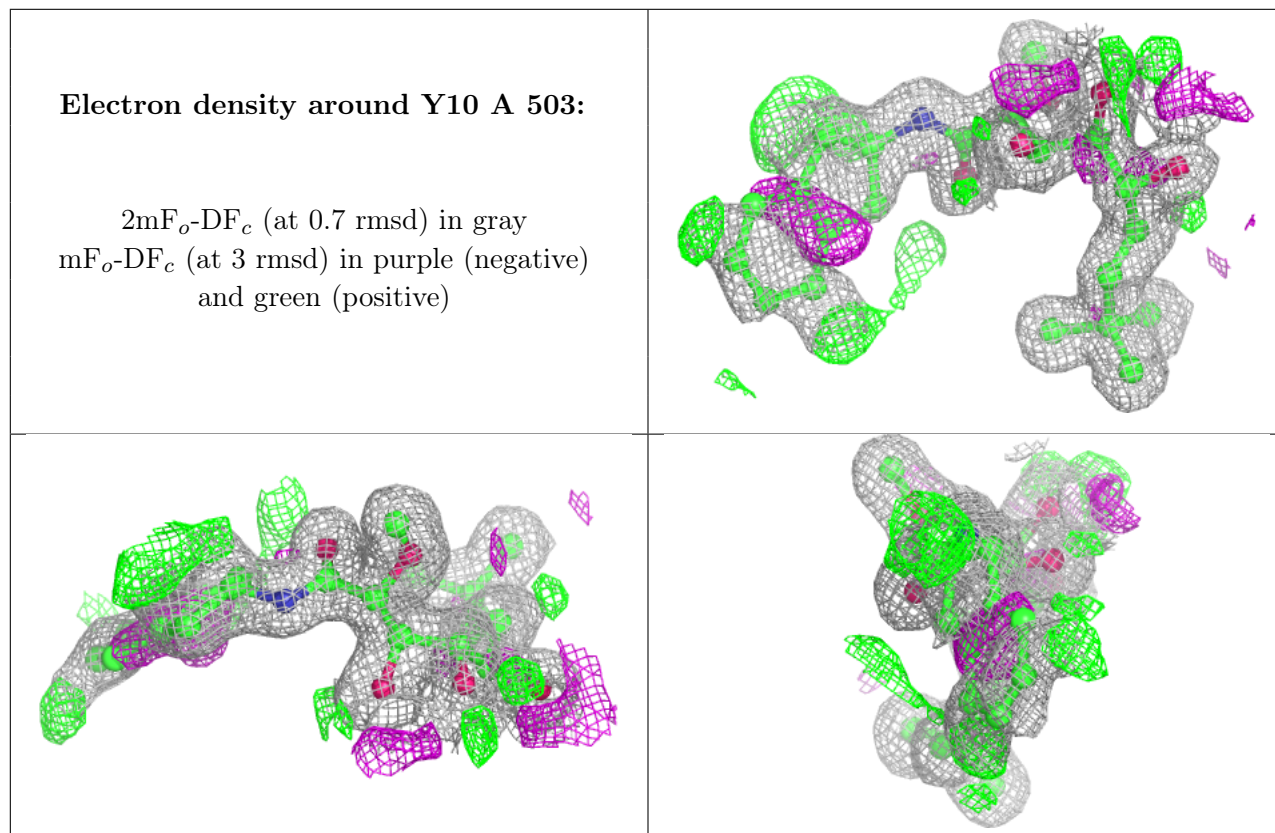 Electron density around Y10 A 503:
2mFo-DFc (at 0.7 rmsd) in gray
mFo-DFc (at 3 rmsd) in purple (negative)
and green (positive)